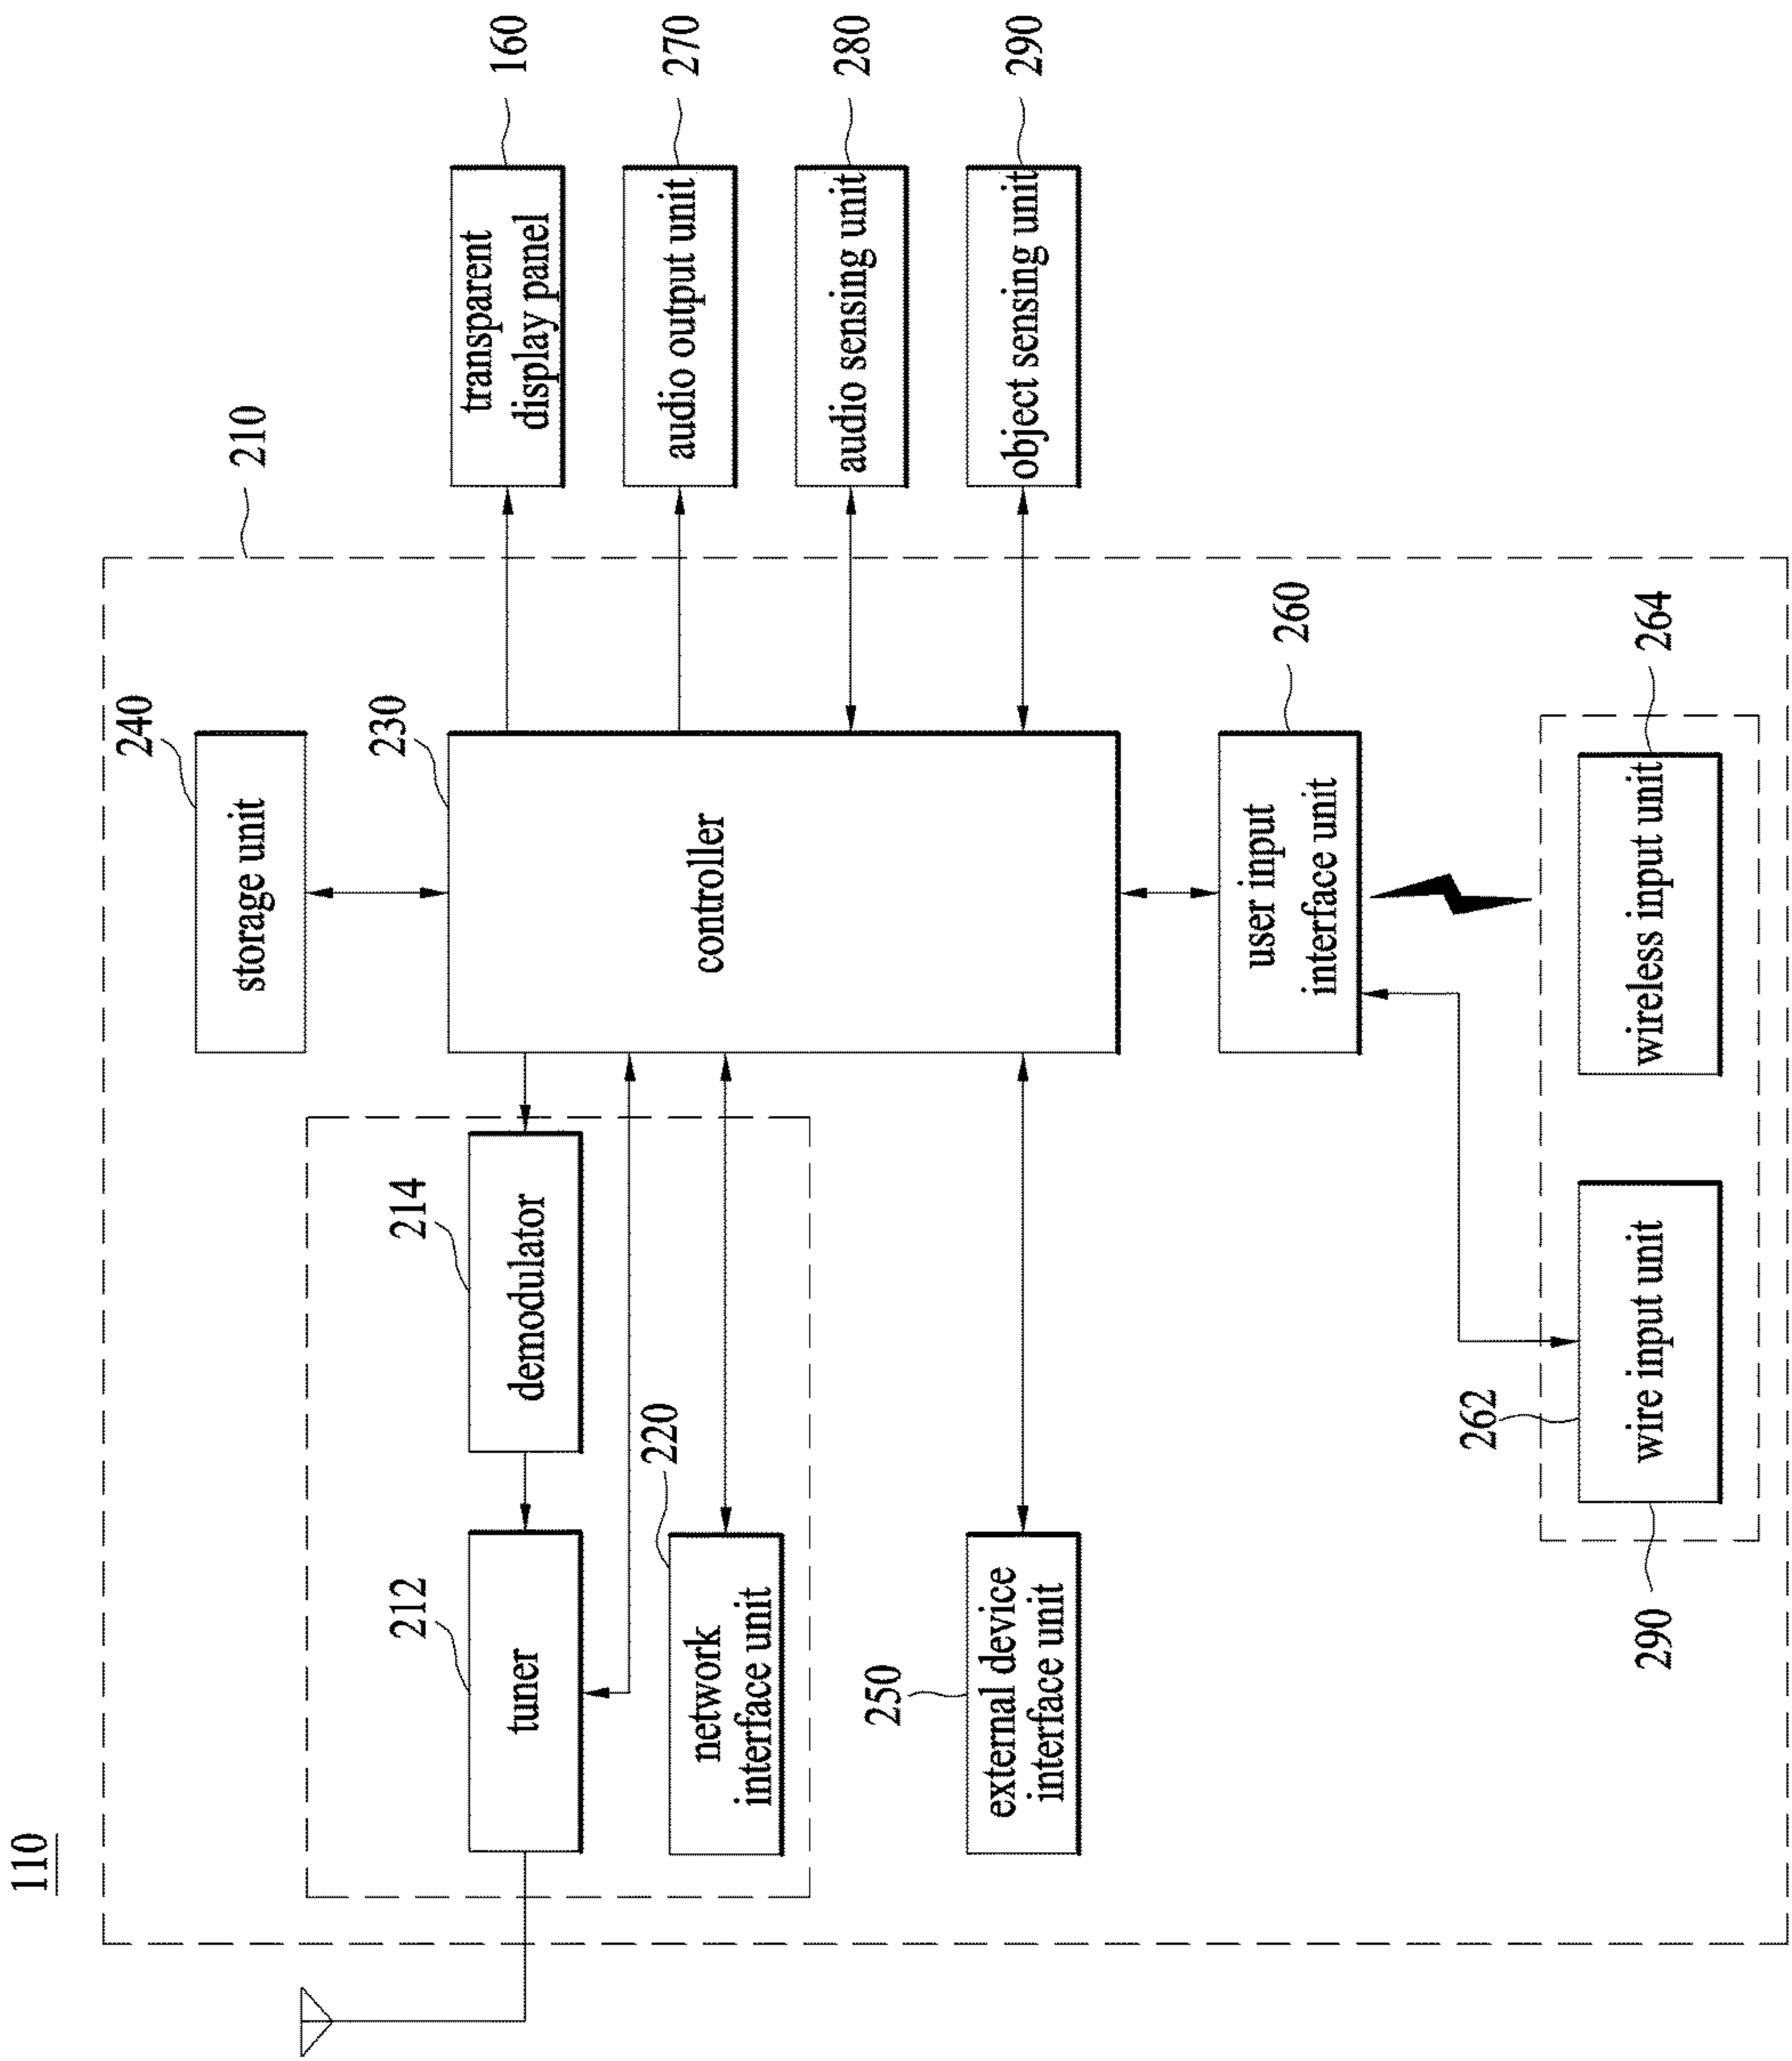 110
210
240
storage unit
230
controller
214
demodulator
212
tuner
220
network
interface unit
250
external device
interface unit
transparent
display panel
160
audio output unit
270
audio sensing unit
280
object sensing unit
290
260
user input
interface unit
262
wire input unit
290
264
wireless input unit